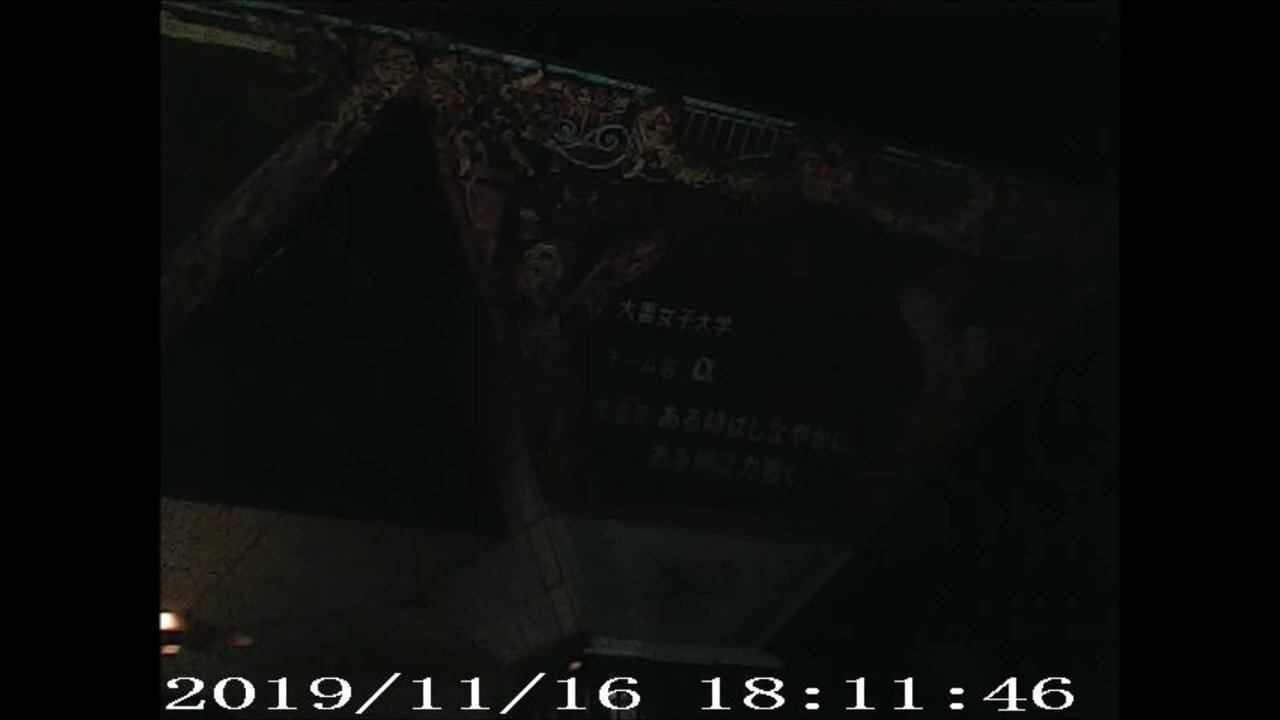 大妻女子大学
チーム名 α
ある時はしなやかに
ある時は力強く
2019/11/16 18:11:46